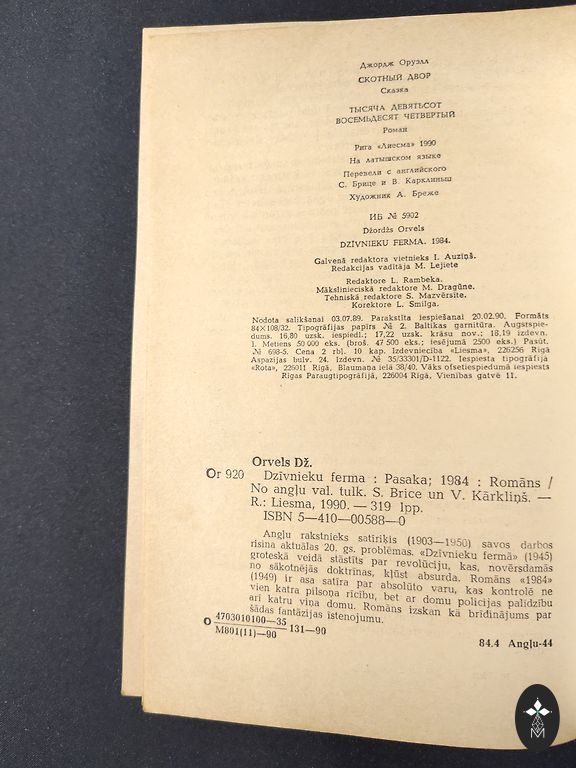 Джордж Оруэлл
СКОТНЫЙ ДВОР
Сказка
ТЫСЯЧА ДЕВЯТЬСОТ
ВОСЕМЬДЕСЯТ ЧЕТВЕРТЫЙ
Роман
Рига «Лиесма» 1990
На латышском языке
Перевели с английского
С. Брице и В. Карклиньш
Художник А. Бреже
ИБ № 5902
Džordžs Orvels
DZĪVNIEKU FERMA. 1984.
Galvenā redaktora vietnieks I. Auziņš.
Redakcijas vadītāja M. Lejiete
Redaktore L. Rambeka.
Mākslinieciskā redaktore M. Dragūne.
Tehniskā redaktore S. Mazvērsite.
Korektore L. Smilga.
Nodota salikšanai 03.07.89. Parakstīta iespiešanai 20.02.90. Formāts
84×108/32. Tipogrāfijas papīrs № 2. Baltikas garnitūra. Augstspie-
dums. 16,80 uzsk. iespiedl.; 17,22 uzsk. krāsu nov.; 18,19 izdevn.
l. Metiens 50 000 eks. (broš. 47 500 eks.; iesējumā 2500 eks.) Pasūt.
№ 698-5. Cena 2 rbļ. 10 kap. Izdevniecība «Liesma», 226256 Rīgā
Aspazijas bulv. 24. Izdevn. № 35/33301/D-1122. Iespiesta tipogrāfijā
«Rota», 226011 Rīgā, Blaumaņa ielā 38/40. Vāks ofsetiespiedumā iespiests
Rīgas Paraugtipogrāfijā, 226004 Rīgā, Vienības gatvē 11.
Orvels Dž.
Or 920 Dzīvnieku ferma : Pasaka; 1984 : Romāns /
No angļu val. tulk. S. Brice un V. Kārkliņš. —
R.: Liesma, 1990. — 319 lpp.
ISBN 5—410—00588—0
Angļu rakstnieks satīriķis (1903—1950) savos darbos
risina aktuālas 20. gs. problēmas. «Dzīvnieku fermā» (1945)
groteskā veidā stāstīts par revolūciju, kas, novērsdamās
no sākotnējās doktrīnas, kļūst absurda. Romāns «1984»
(1949) ir asa satīra par absolūto varu, kas kontrolē ne
vien katra pilsoņa rīcību, bet ar domu policijas palīdzību
arī katru viņa domu. Romāns izskan kā brīdinājums par
šādas fantāzijas īstenojumu.
O 4703010100—35
M801(11)—90 131—90
84.4 Angļu-44
M